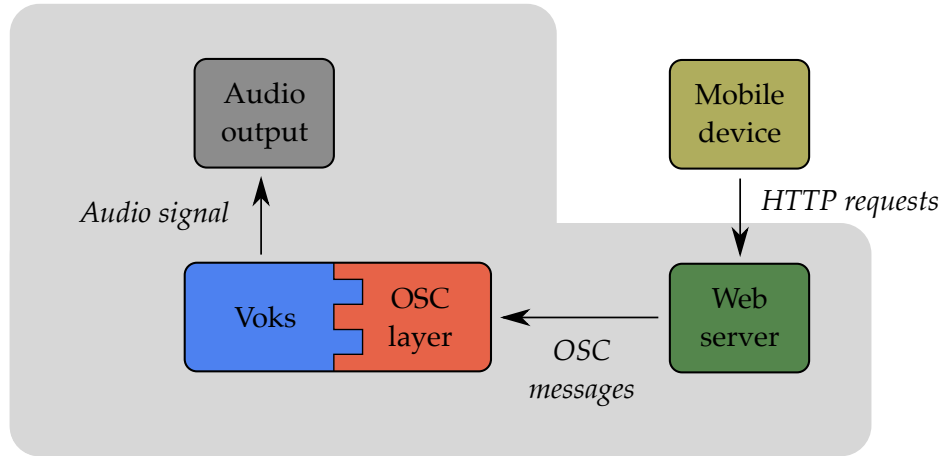 Audio
output
Mobile
device
Audio signal
HTTP requests
Voks
OSC
layer
OSC
messages
Web
server